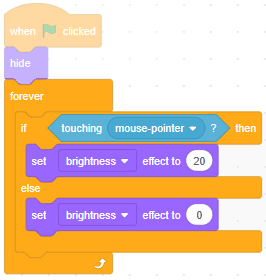 when clicked
hide
forever
if touching mouse-pointer ? then
set brightness effect to 20
else
set brightness effect to 0